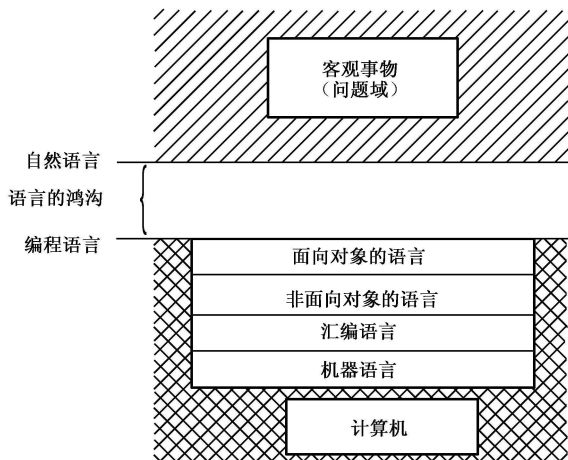 客观事物
（问题域）
自然语言
语言的鸿沟
编程语言
面向对象的语言
非面向对象的语言
汇编语言
机器语言
计算机